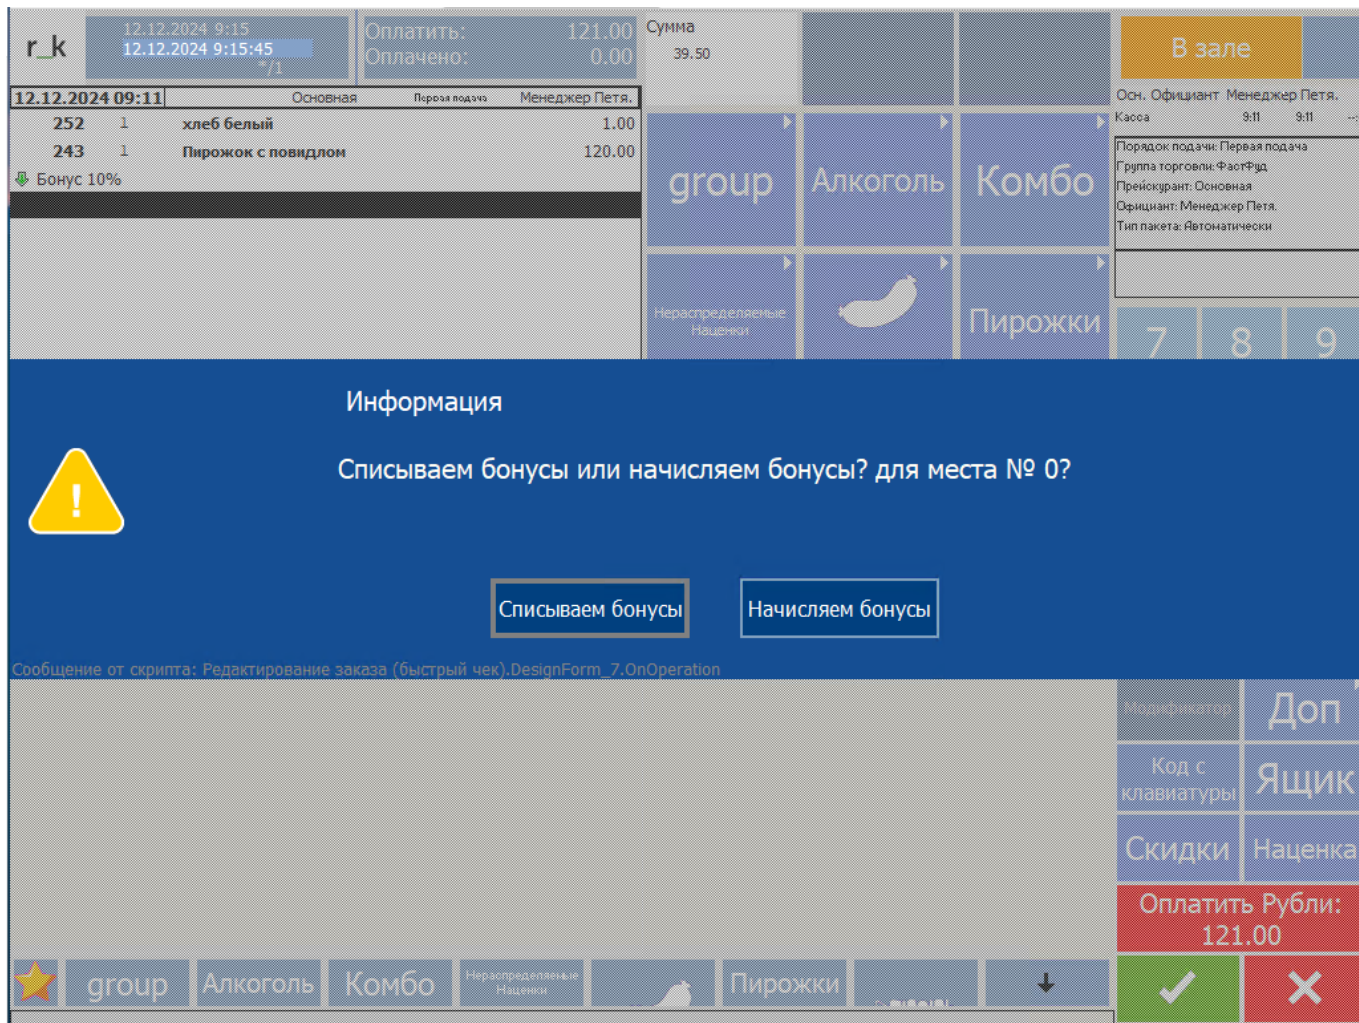 r_k
12.12.2024 9:15
12.12.2024 9:15:45
*/1
Оплатить: 121.00
Оплачено: 0.00
Сумма
39.50
В зале
12.12.2024 09:11 Основная Первая подача Менеджер Петя.
252 1 хлеб белый 1.00
243 1 Пирожок с повидлом 120.00
Бонус 10%
group
Алкоголь
Комбо
Осн. Официант Менеджер Петя.
Касса 9:11 9:11 --:
Порядок подачи: Первая подача
Группа торговли: ФастФуд
Прейскурант: Основная
Официант: Менеджер Петя.
Тип пакета: Автоматически
Нераспределяемые
Наценки
Пирожки
7 8 9
Информация
Списываем бонусы или начисляем бонусы? для места № 0?
Списываем бонусы
Начисляем бонусы
Сообщение от скрипта: Редактирование заказа (быстрый чек).DesignForm_7.OnOperation
Модификатор
Доп
Код с
клавиатуры
Ящик
Скидки
Наценка
Оплатить Рубли:
121.00
group
Алкоголь
Комбо
Нераспределяемые
Наценки
Пирожки